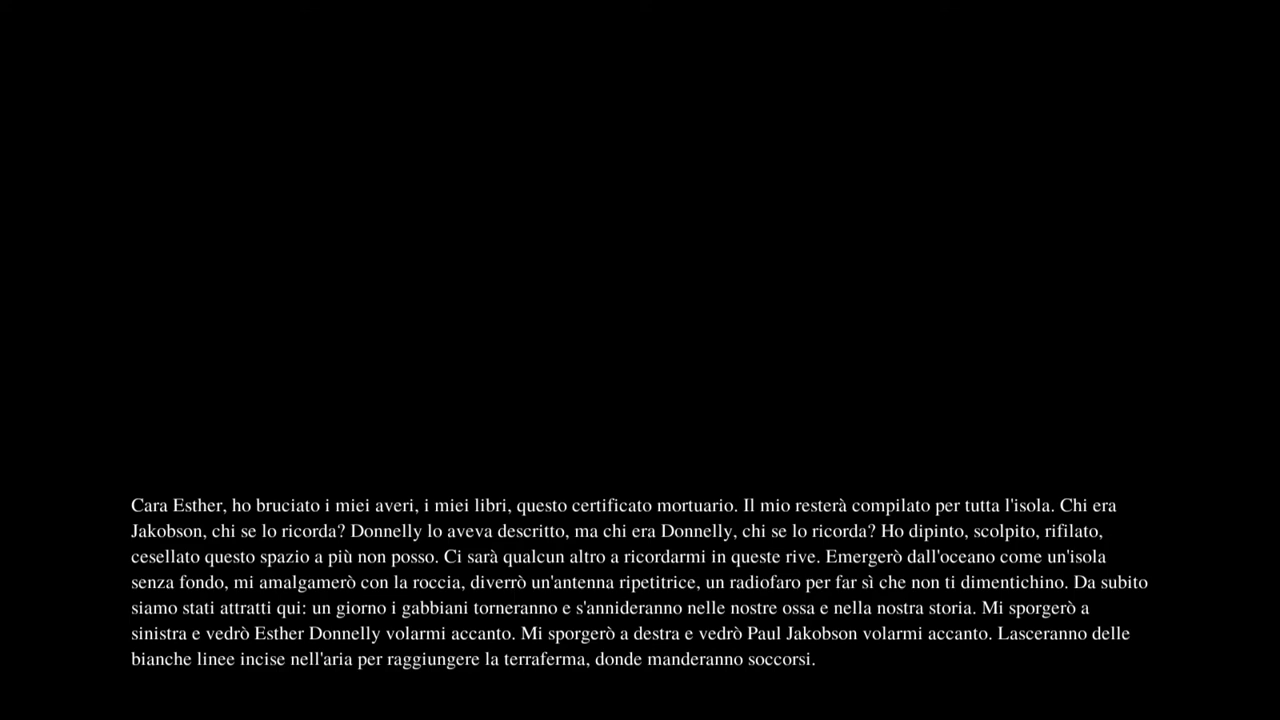 Cara Esther, ho bruciato i miei averi, i miei libri, questo certificato mortuario. Il mio resterà compilato per tutta l'isola. Chi era
Jakobson, chi se lo ricorda? Donnelly lo aveva descritto, ma chi era Donnelly, chi se lo ricorda? Ho dipinto, scolpito, rifilato,
cesellato questo spazio a più non posso. Ci sarà qualcun altro a ricordarmi in queste rive. Emergerò dall'oceano come un'isola
senza fondo, mi amalgamerò con la roccia, diverrò un'antenna ripetitrice, un radiofaro per far sì che non ti dimentichino. Da subito
siamo stati attratti qui: un giorno i gabbiani torneranno e s'annideranno nelle nostre ossa e nella nostra storia. Mi sporgerò a
sinistra e vedrò Esther Donnelly volarmi accanto. Mi sporgerò a destra e vedrò Paul Jakobson volarmi accanto. Lasceranno delle
bianche linee incise nell'aria per raggiungere la terraferma, donde manderanno soccorsi.